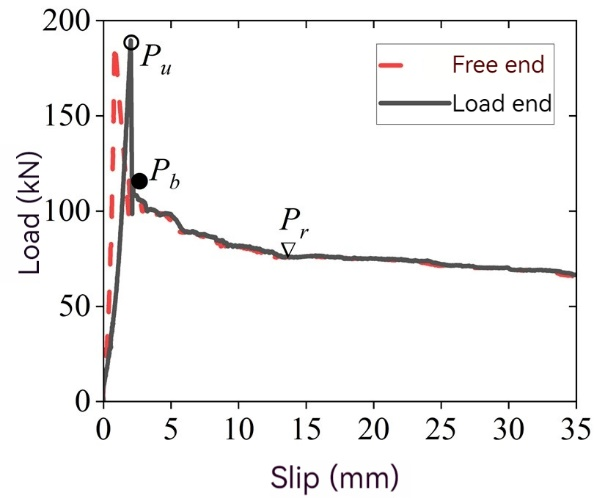 200
150
100
50
0
Load (kN)
0 5 10 15 20 25 30 35
Slip (mm)
Free end
Load end
P_u
P_b
P_r